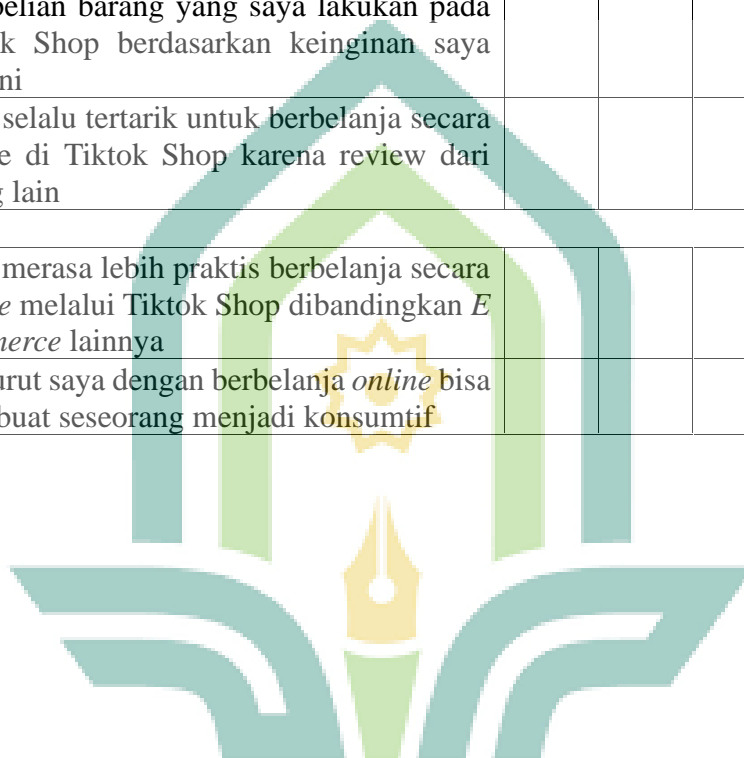 belian barang yang saya lakukan pada
k Shop berdasarkan keinginan saya
ni
selalu tertarik untuk berbelanja secara
e di Tiktok Shop karena review dari
g lain
merasa lebih praktis berbelanja secara
e melalui Tiktok Shop dibandingkan E
merce lainnya
urut saya dengan berbelanja online bisa
buat seseorang menjadi konsumtif